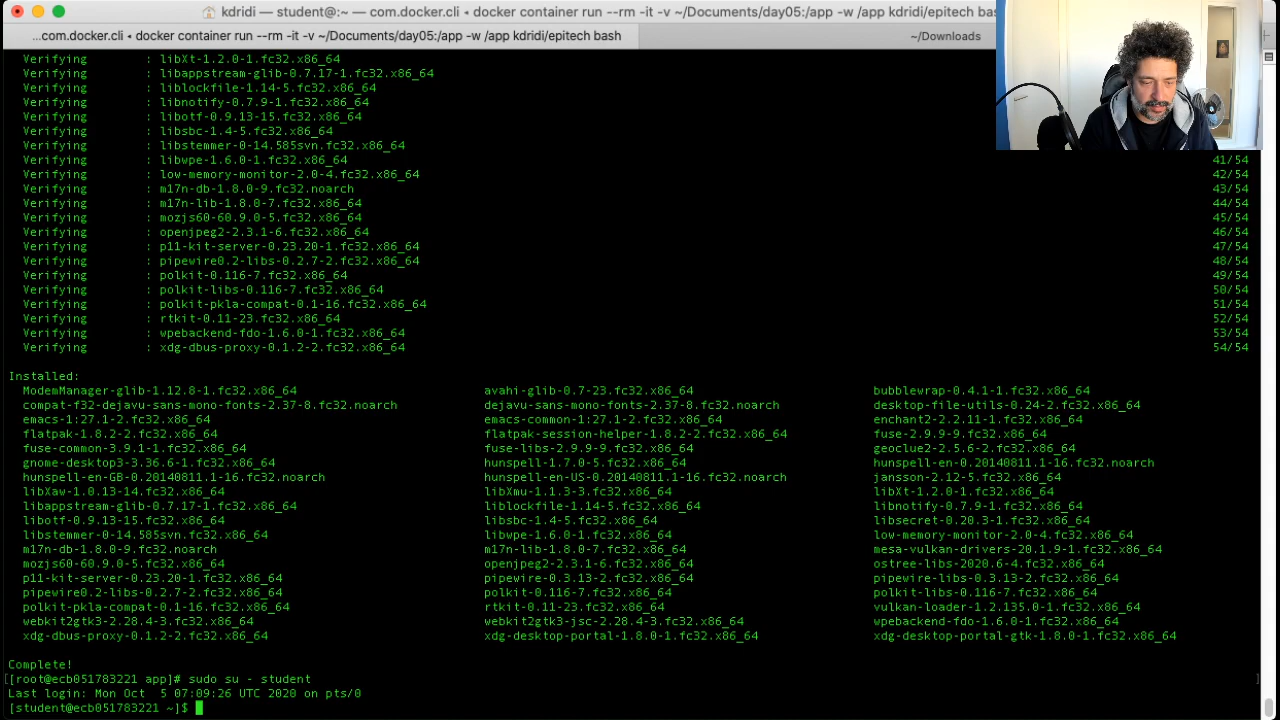 kdridi — student@:~ — com.docker.cli ◂ docker container run --rm -it -v ~/Documents/day05:/app -w /app kdridi/epitech bas
...com.docker.cli ◂ docker container run --rm -it -v ~/Documents/day05:/app -w /app kdridi/epitech bash ~/Downloads
Verifying : libXt-1.2.0-1.fc32.x86_64
Verifying : libappstream-glib-0.7.17-1.fc32.x86_64
Verifying : liblockfile-1.14-5.fc32.x86_64
Verifying : libnotify-0.7.9-1.fc32.x86_64
Verifying : libotf-0.9.13-15.fc32.x86_64
Verifying : libsbc-1.4-5.fc32.x86_64
Verifying : libstemmer-0-14.585svn.fc32.x86_64
Verifying : libwpe-1.6.0-1.fc32.x86_64 41/54
Verifying : low-memory-monitor-2.0-4.fc32.x86_64 42/54
Verifying : m17n-db-1.8.0-9.fc32.noarch 43/54
Verifying : m17n-lib-1.8.0-7.fc32.x86_64 44/54
Verifying : mozjs60-60.9.0-5.fc32.x86_64 45/54
Verifying : openjpeg2-2.3.1-6.fc32.x86_64 46/54
Verifying : p11-kit-server-0.23.20-1.fc32.x86_64 47/54
Verifying : pipewire0.2-libs-0.2.7-2.fc32.x86_64 48/54
Verifying : polkit-0.116-7.fc32.x86_64 49/54
Verifying : polkit-libs-0.116-7.fc32.x86_64 50/54
Verifying : polkit-pkla-compat-0.1-16.fc32.x86_64 51/54
Verifying : rtkit-0.11-23.fc32.x86_64 52/54
Verifying : wpebackend-fdo-1.6.0-1.fc32.x86_64 53/54
Verifying : xdg-dbus-proxy-0.1.2-2.fc32.x86_64 54/54
Installed:
ModemManager-glib-1.12.8-1.fc32.x86_64 avahi-glib-0.7-23.fc32.x86_64 bubblewrap-0.4.1-1.fc32.x86_64
compat-f32-dejavu-sans-mono-fonts-2.37-8.fc32.noarch dejavu-sans-mono-fonts-2.37-8.fc32.noarch desktop-file-utils-0.24-2.fc32.x86_64
emacs-1:27.1-2.fc32.x86_64 emacs-common-1:27.1-2.fc32.x86_64 enchant2-2.2.11-1.fc32.x86_64
flatpak-1.8.2-2.fc32.x86_64 flatpak-session-helper-1.8.2-2.fc32.x86_64 fuse-2.9.9-9.fc32.x86_64
fuse-common-3.9.1-1.fc32.x86_64 fuse-libs-2.9.9-9.fc32.x86_64 geoclue2-2.5.6-2.fc32.x86_64
gnome-desktop3-3.36.6-1.fc32.x86_64 hunspell-1.7.0-5.fc32.x86_64 hunspell-en-0.20140811.1-16.fc32.noarch
hunspell-en-GB-0.20140811.1-16.fc32.noarch hunspell-en-US-0.20140811.1-16.fc32.noarch jansson-2.12-5.fc32.x86_64
libXaw-1.0.13-14.fc32.x86_64 libXmu-1.1.3-3.fc32.x86_64 libXt-1.2.0-1.fc32.x86_64
libappstream-glib-0.7.17-1.fc32.x86_64 liblockfile-1.14-5.fc32.x86_64 libnotify-0.7.9-1.fc32.x86_64
libotf-0.9.13-15.fc32.x86_64 libsbc-1.4-5.fc32.x86_64 libsecret-0.20.3-1.fc32.x86_64
libstemmer-0-14.585svn.fc32.x86_64 libwpe-1.6.0-1.fc32.x86_64 low-memory-monitor-2.0-4.fc32.x86_64
m17n-db-1.8.0-9.fc32.noarch m17n-lib-1.8.0-7.fc32.x86_64 mesa-vulkan-drivers-20.1.9-1.fc32.x86_64
mozjs60-60.9.0-5.fc32.x86_64 openjpeg2-2.3.1-6.fc32.x86_64 ostree-libs-2020.6-4.fc32.x86_64
p11-kit-server-0.23.20-1.fc32.x86_64 pipewire-0.3.13-2.fc32.x86_64 pipewire-libs-0.3.13-2.fc32.x86_64
pipewire0.2-libs-0.2.7-2.fc32.x86_64 polkit-0.116-7.fc32.x86_64 polkit-libs-0.116-7.fc32.x86_64
polkit-pkla-compat-0.1-16.fc32.x86_64 rtkit-0.11-23.fc32.x86_64 vulkan-loader-1.2.135.0-1.fc32.x86_64
webkit2gtk3-2.28.4-3.fc32.x86_64 webkit2gtk3-jsc-2.28.4-3.fc32.x86_64 wpebackend-fdo-1.6.0-1.fc32.x86_64
xdg-dbus-proxy-0.1.2-2.fc32.x86_64 xdg-desktop-portal-1.8.0-1.fc32.x86_64 xdg-desktop-portal-gtk-1.8.0-1.fc32.x86_64
Complete!
[[root@ecb051783221 app]# sudo su - student ]
Last login: Mon Oct 5 07:09:26 UTC 2020 on pts/0
[student@ecb051783221 ~]$